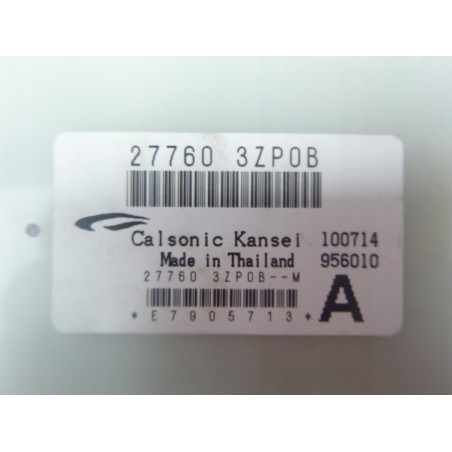 27760 3ZP0B
Calsonic Kansei 100714
Made in Thailand 956010
27760 3ZP0B--M
*E7905713*
A